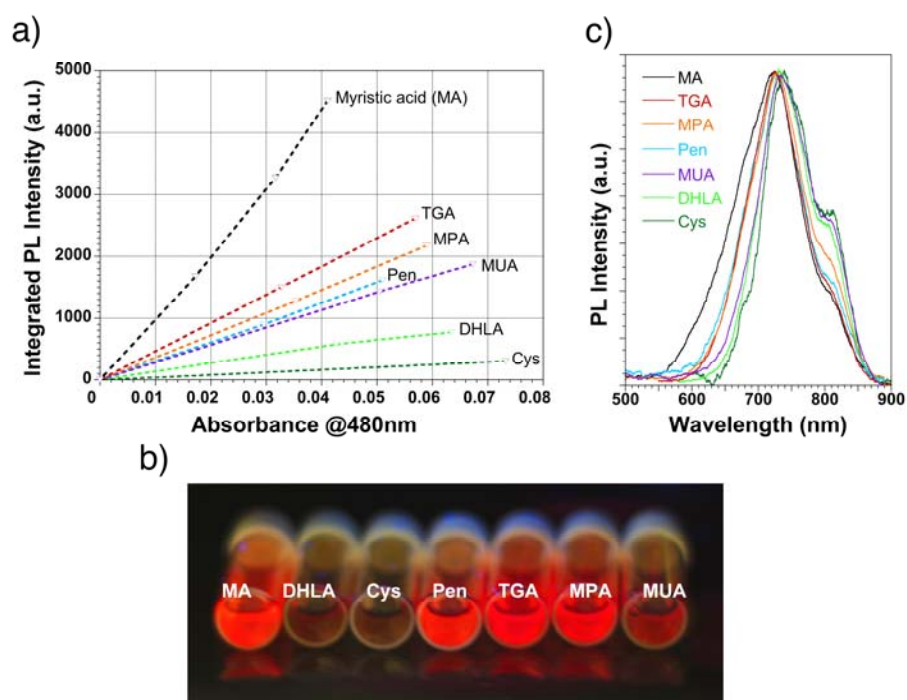 a)
5000
4000
3000
2000
1000
0
Integrated PL Intensity (a.u.)
Myristic acid (MA)
TGA
MPA
Pen
MUA
DHLA
Cys
0 0.01 0.02 0.03 0.04 0.05 0.06 0.07 0.08
Absorbance @480nm
c)
PL Intensity (a.u.)
MA
TGA
MPA
Pen
MUA
DHLA
Cys
500 600 700 800 900
Wavelength (nm)
b)
MA DHLA Cys Pen TGA MPA MUA